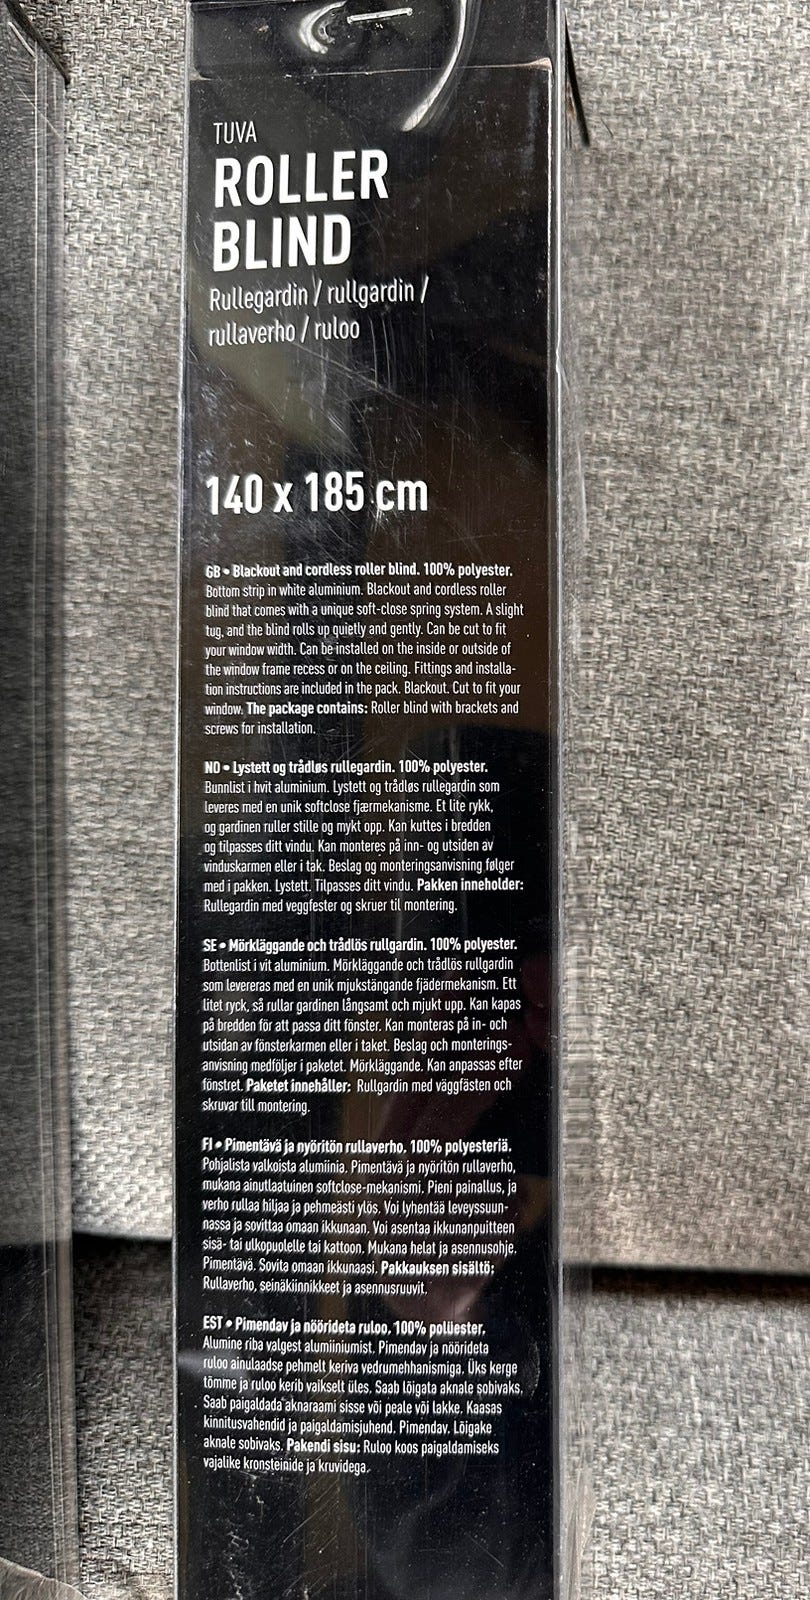 TUVA
ROLLER
BLIND
Rullegardin / rullgardin /
rullaverho / ruloo
140 x 185 cm
GB • Blackout and cordless roller blind. 100% polyester.
Bottom strip in white aluminium. Blackout and cordless roller
blind that comes with a unique soft-close spring system. A slight
tug, and the blind rolls up quietly and gently. Can be cut to fit
your window width. Can be installed on the inside or outside of
the window frame recess or on the ceiling. Fittings and installa-
tion instructions are included in the pack. Blackout. Cut to fit your
window. The package contains: Roller blind with brackets and
screws for installation.
NO • Lystett og trådløs rullegardin. 100% polyester.
Bunnlist i hvit aluminium. Lystett og trådløs rullegardin som
leveres med en unik softclose fjærmekanisme. Et lite rykk,
og gardinen ruller stille og mykt opp. Kan kuttes i bredden
og tilpasses ditt vindu. Kan monteres på inn- og utsiden av
vinduskarmen eller i tak. Beslag og monteringsanvisning følger
med i pakken. Lystett. Tilpasses ditt vindu. Pakken inneholder:
Rullegardin med veggfester og skruer til montering.
SE • Mörkläggande och trådlös rullgardin. 100% polyester.
Bottenlist i vit aluminium. Mörkläggande och trådlös rullgardin
som levereras med en unik mjukstängande fjädermekanism. Ett
litet ryck, så rullar gardinen långsamt och mjukt upp. Kan kapas
på bredden för att passa ditt fönster. Kan monteras på in- och
utsidan av fönsterkarmen eller i taket. Beslag och monterings-
anvisning medföljer i paketet. Mörkläggande. Kan anpassas efter
fönstret. Paketet innehåller: Rullgardin med väggfästen och
skruvar till montering.
FI • Pimentävä ja nyöritön rullaverho. 100% polyesteriä.
Pohjalista valkoista alumiinia. Pimentävä ja nyöritön rullaverho,
mukana ainutlaatuinen softclose-mekanismi. Pieni painallus, ja
verho rullaa hiljaa ja pehmeästi ylös. Voi lyhentää leveyssuun-
nassa ja sovittaa omaan ikkunaan. Voi asentaa ikkunanpuitteen
sisä- tai ulkopuolelle tai kattoon. Mukana helat ja asennusohje.
Pimentävä. Sovita omaan ikkunaasi. Pakkauksen sisältö:
Rullaverho, seinäkiinnikkeet ja asennusruuvit.
EST • Pimendav ja nöörideta ruloo. 100% polüester.
Alumine riba valgest alumiiniumist. Pimendav ja nöörideta
ruloo ainulaadse pehmelt keriva vedrumehhanismiga. Üks kerge
tõmme ja ruloo kerib vaikselt üles. Saab lõigata aknale sobivaks.
Saab paigaldada aknaraami sisse või peale või lakke. Kaasas
kinnitusvahendid ja paigaldamisjuhend. Pimendav. Lõigake
aknale sobivaks. Pakendi sisu: Ruloo koos paigaldamiseks
vajalike kronsteinide ja kruvidega.